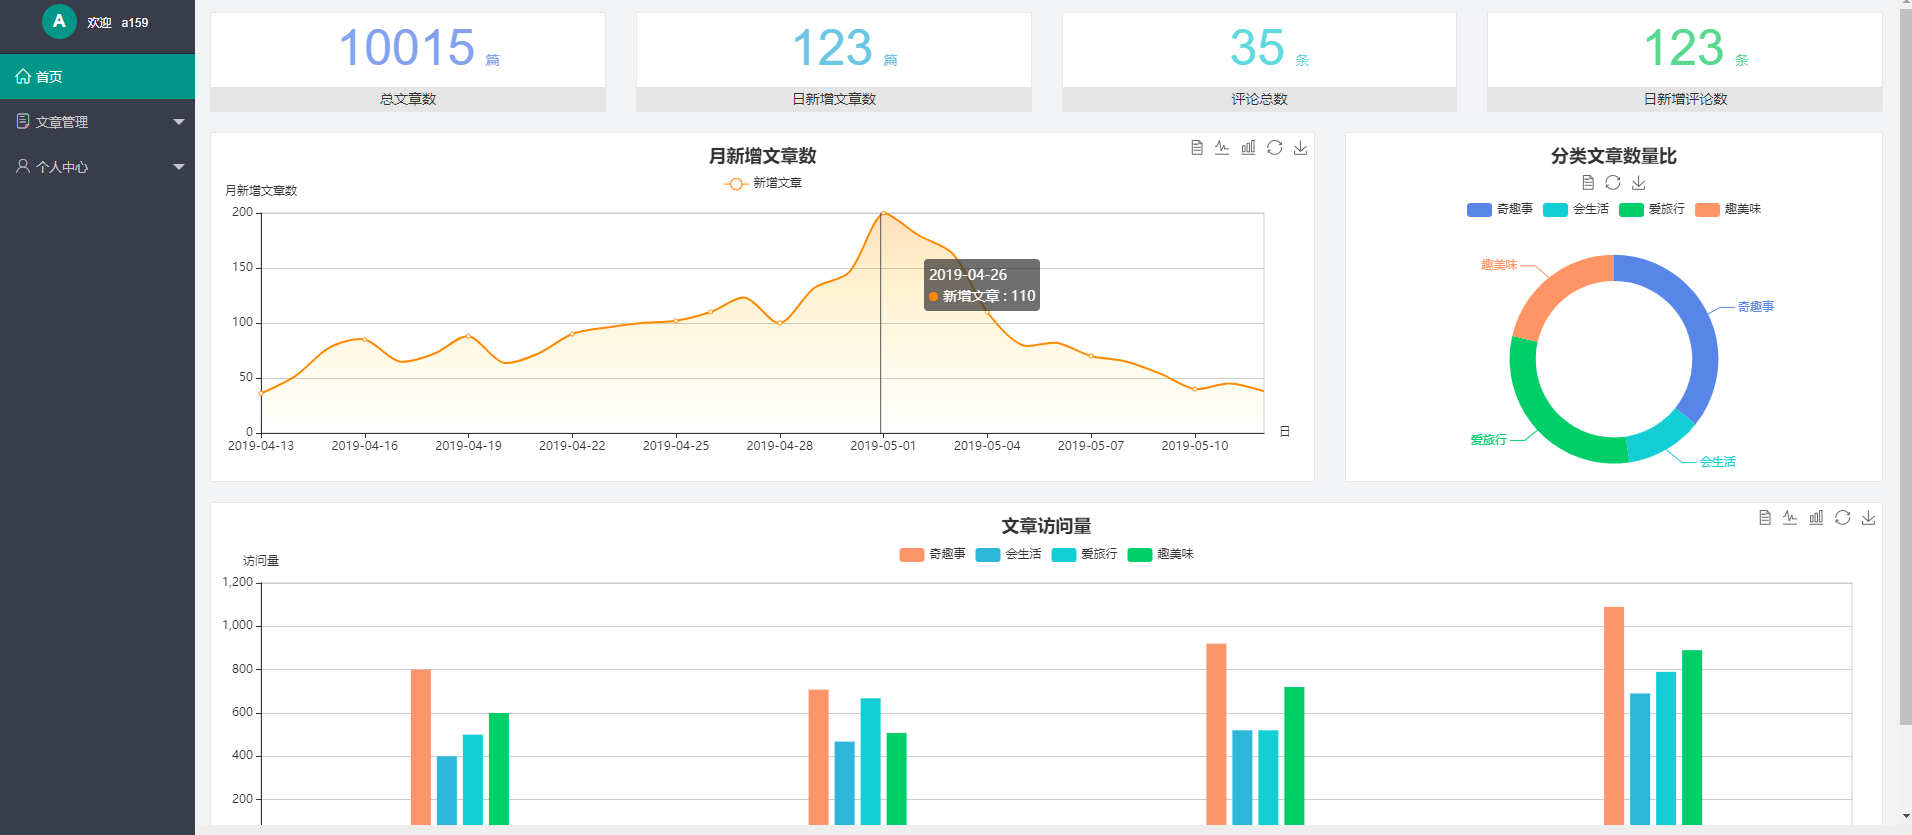 A 欢迎 a159
首页
文章管理
个人中心
10015 篇
总文章数
123 篇
日新增文章数
35 条
评论总数
123 条
日新增评论数
月新增文章数
新增文章
月新增文章数
200
150
100
50
0
2019-04-26
新增文章 : 110
2019-04-13 2019-04-16 2019-04-19 2019-04-22 2019-04-25 2019-04-28 2019-05-01 2019-05-04 2019-05-07 2019-05-10
日
分类文章数量比
奇趣事 会生活 爱旅行 趣美味
趣美味
奇趣事
爱旅行
会生活
文章访问量
奇趣事 会生活 爱旅行 趣美味
访问量
1,200
1,000
800
600
400
200